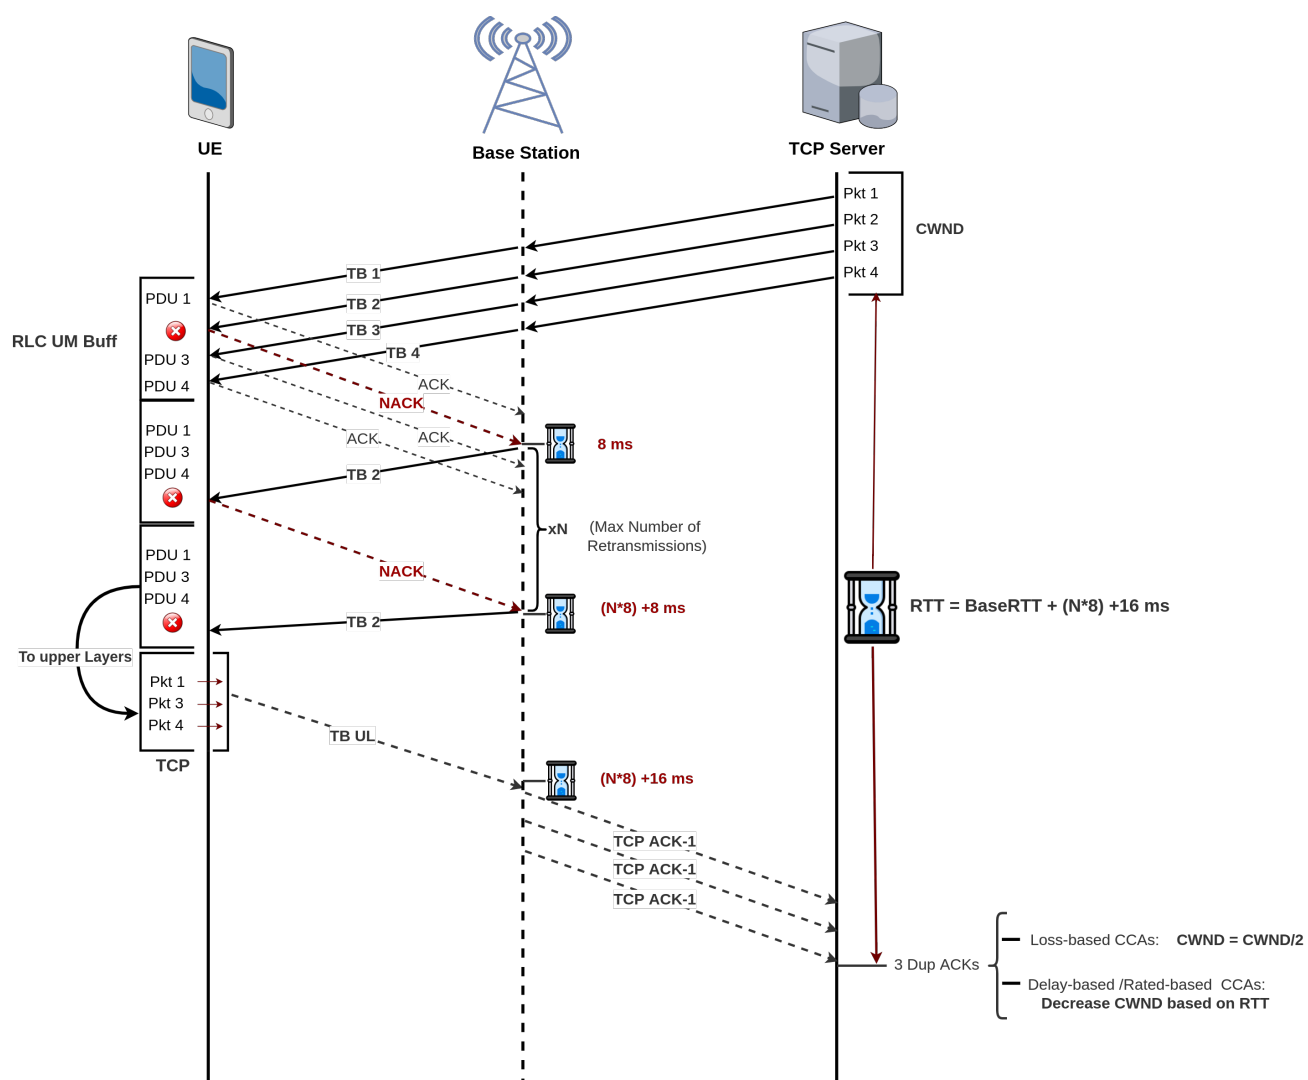 UE
Base Station
TCP Server
Pkt 1
Pkt 2
Pkt 3
Pkt 4
CWND
TB 1
TB 2
TB 3
TB 4
RLC UM Buff
PDU 1
PDU 3
PDU 4
ACK
NACK
ACK
ACK
8 ms
PDU 1
PDU 3
PDU 4
TB 2
xN
(Max Number of
Retransmissions)
NACK
PDU 1
PDU 3
PDU 4
(N*8) +8 ms
RTT = BaseRTT + (N*8) +16 ms
TB 2
To upper Layers
Pkt 1
Pkt 3
Pkt 4
TCP
TB UL
(N*8) +16 ms
TCP ACK-1
TCP ACK-1
TCP ACK-1
3 Dup ACKs
Loss-based CCAs: CWND = CWND/2
Delay-based /Rated-based CCAs:
Decrease CWND based on RTT